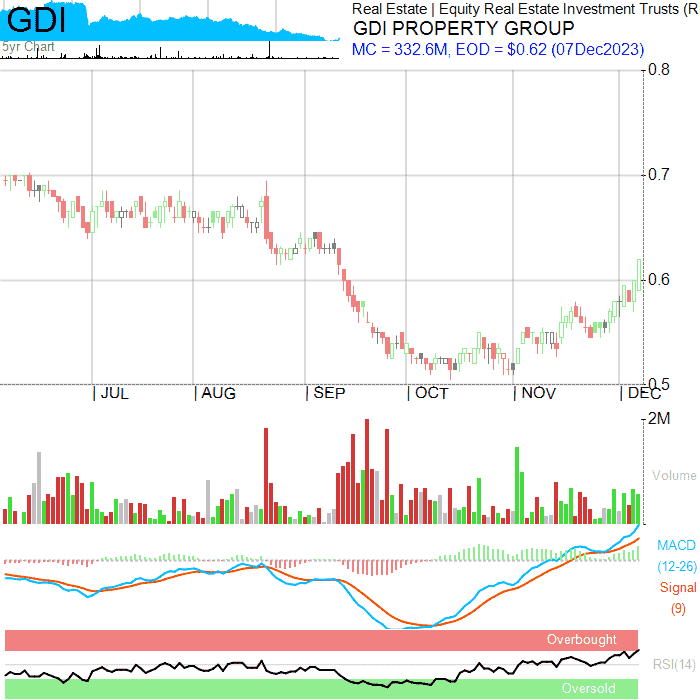 GDI
5yr Chart
Real Estate | Equity Real Estate Investment Trusts (R
GDI PROPERTY GROUP
MC = 332.6M, EOD = $0.62 (07Dec2023)
0.8
0.7
0.6
0.5
| JUL | AUG | SEP | OCT | NOV | DEC
2M
Volume
MACD
(12-26)
Signal
(9)
Overbought
RSI(14)
Oversold